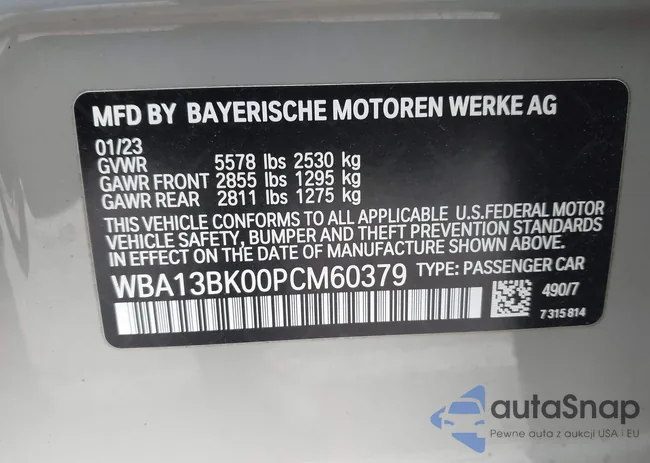 MFD BY BAYERISCHE MOTOREN WERKE AG
01/23
GVWR 5578 lbs 2530 kg
GAWR FRONT 2855 lbs 1295 kg
GAWR REAR 2811 lbs 1275 kg
THIS VEHICLE CONFORMS TO ALL APPLICABLE U.S.FEDERAL MOTOR
VEHICLE SAFETY, BUMPER AND THEFT PREVENTION STANDARDS
IN EFFECT ON THE DATE OF MANUFACTURE SHOWN ABOVE.
WBA13BK00PCM60379 TYPE: PASSENGER CAR
490/7
7 315 814
autaSnap
Pewne auta z aukcji USA i EU